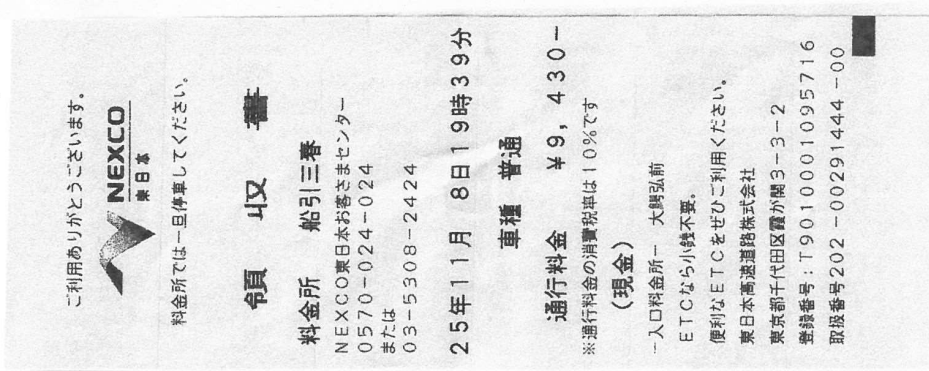 ご利用ありがとうございます。
NEXCO
東日本
料金所では一旦停車してください。
領収書
料金所 船引三春
NEXCO東日本お客さまセンター
0570-024-024
または
03-5308-2424
25年11月 8日19時39分
車種 普通
通行料金 ¥9,430-
※通行料金の消費税率は10%です
(現金)
-入口料金所- 大鰐弘前
ETCなら小銭不要。
便利なETCをぜひご利用ください。
東日本高速道路株式会社
東京都千代田区霞が関3-3-2
登録番号:T9010001095716
取扱番号202-00291444-00